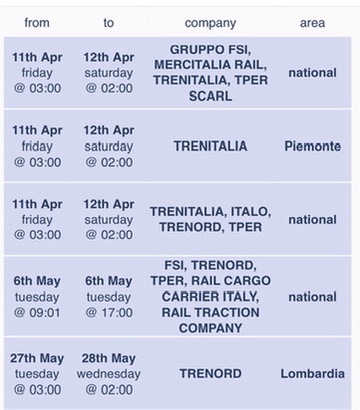 from to company area
11th Apr
friday
@ 03:00
12th Apr
saturday
@ 02:00
GRUPPO FSI,
MERCITALIA RAIL,
TRENITALIA, TPER
SCARL
national
11th Apr
friday
@ 03:00
12th Apr
saturday
@ 02:00
TRENITALIA
Piemonte
11th Apr
friday
@ 03:00
12th Apr
saturday
@ 02:00
TRENITALIA, ITALO,
TRENORD, TPER
national
6th May
tuesday
@ 09:01
6th May
tuesday
@ 17:00
FSI, TRENORD,
TPER, RAIL CARGO
CARRIER ITALY,
RAIL TRACTION
COMPANY
national
27th May
tuesday
@ 03:00
28th May
wednesday
@ 02:00
TRENORD
Lombardia